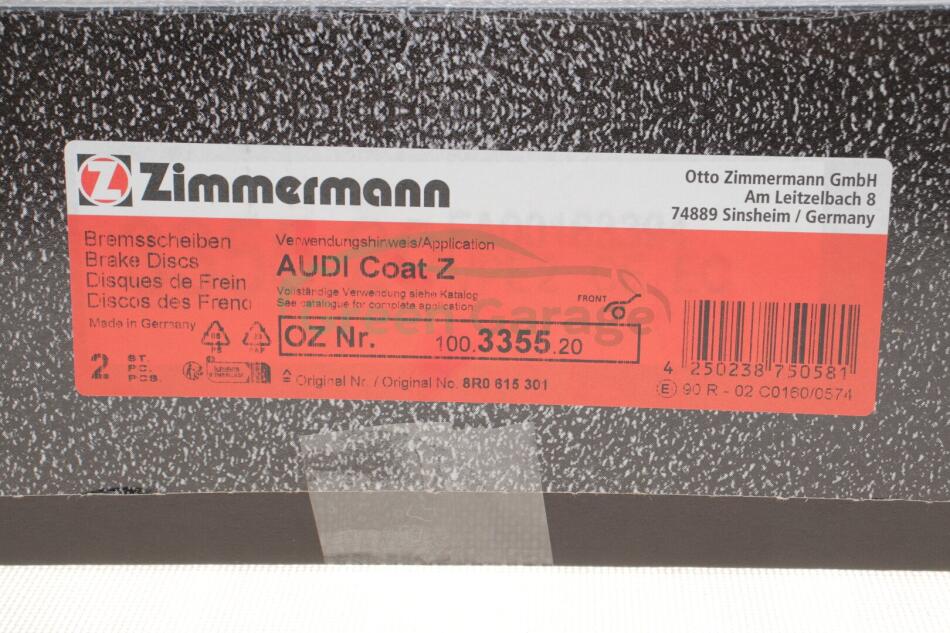 Z Zimmermann
Otto Zimmermann GmbH
Am Leitzelbach 8
74889 Sinsheim / Germany
Bremsscheiben
Brake Discs
Disques de Frein
Discos des Freno
Made in Germany
2 ST.
PC.
PCS.
Verwendungshinweis/Application
AUDI Coat Z
Vollständige Verwendung siehe Katalog
See catalogue for complete application
FRONT
Green Garage
OZ Nr. 100.3355.20
≙ Original Nr. / Original No. 8R0 615 301
4 250238 750581
E 90 R - 02 C0160/0574